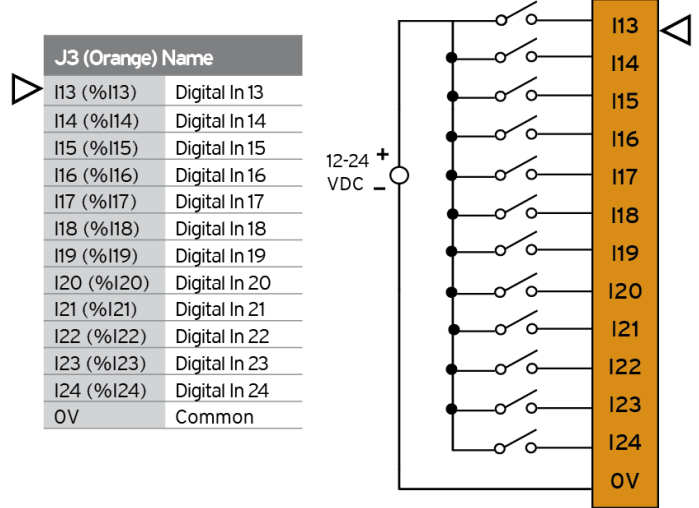 J3 (Orange) Name
I13 (%I13) Digital In 13
I14 (%I14) Digital In 14
I15 (%I15) Digital In 15
I16 (%I16) Digital In 16
I17 (%I17) Digital In 17
I18 (%I18) Digital In 18
I19 (%I19) Digital In 19
I20 (%I20) Digital In 20
I21 (%I21) Digital In 21
I22 (%I22) Digital In 22
I23 (%I23) Digital In 23
I24 (%I24) Digital In 24
0V Common
12-24 +
VDC –
I13
I14
I15
I16
I17
I18
I19
I20
I21
I22
I23
I24
0V